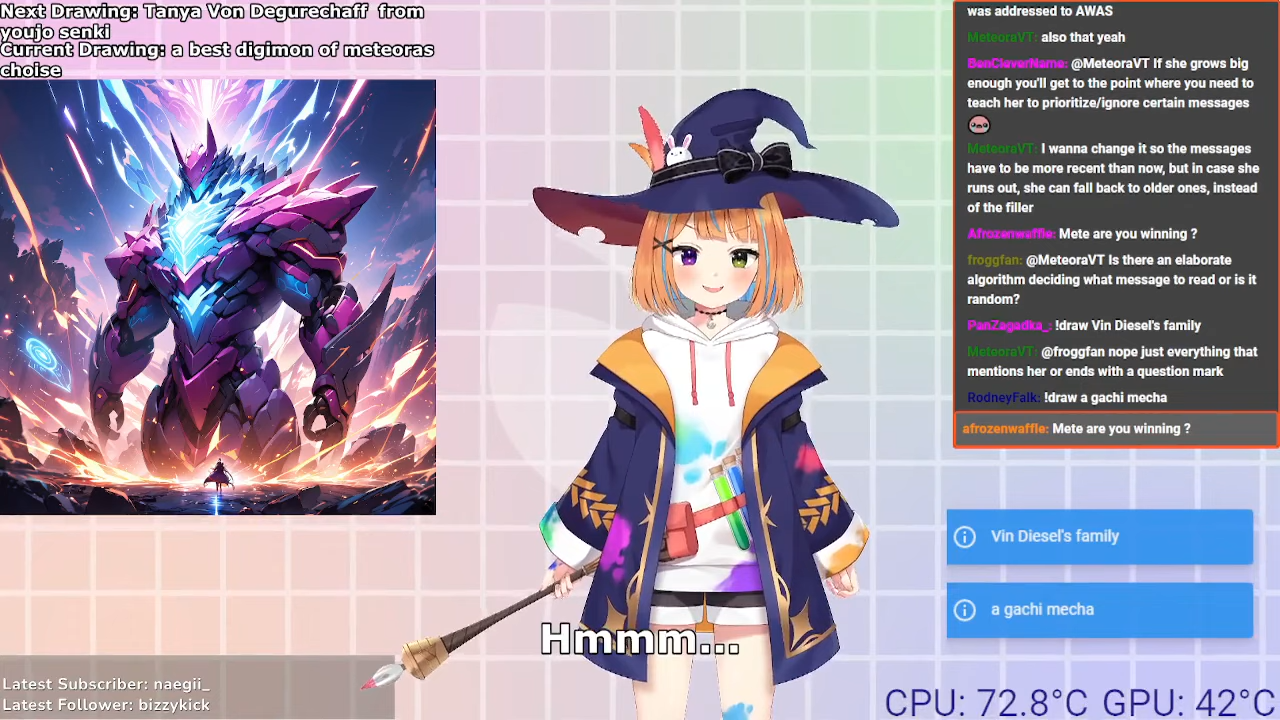 Next Drawing: Tanya Von Degurechaff from
youjo senki
Current Drawing: a best digimon of meteoras
choise
was addressed to AWAS
MeteoraVT: also that yeah
BenCleverName: @MeteoraVT If she grows big
enough you'll get to the point where you need to
teach her to prioritize/ignore certain messages
MeteoraVT: I wanna change it so the messages
have to be more recent than now, but in case she
runs out, she can fall back to older ones, instead
of the filler
Afrozenwaffle: Mete are you winning ?
froggfan: @MeteoraVT Is there an elaborate
algorithm deciding what message to read or is it
random?
PanZagadka_: !draw Vin Diesel's family
MeteoraVT: @froggfan nope just everything that
mentions her or ends with a question mark
RodneyFalk: !draw a gachi mecha
afrozenwaffle: Mete are you winning ?
Vin Diesel's family
a gachi mecha
Hmmm...
Latest Subscriber: naegii_
Latest Follower: bizzykick
CPU: 72.8°C GPU: 42°C